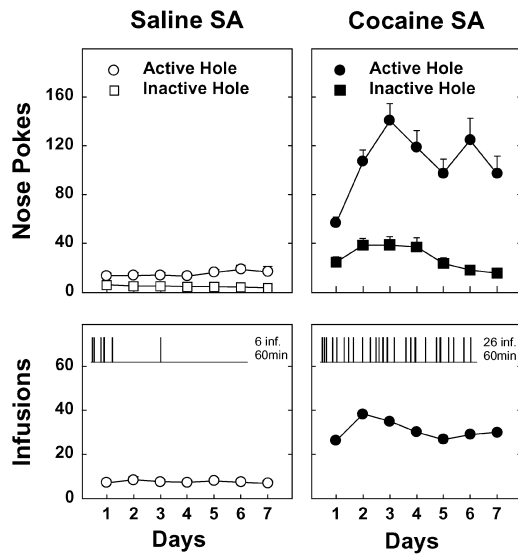 Saline SA
Cocaine SA
Nose Pokes
160
120
80
40
0
Active Hole
Inactive Hole
Active Hole
Inactive Hole
Infusions
60
40
20
0
6 inf.
60min
26 inf.
60min
1 2 3 4 5 6 7
1 2 3 4 5 6 7
Days
Days